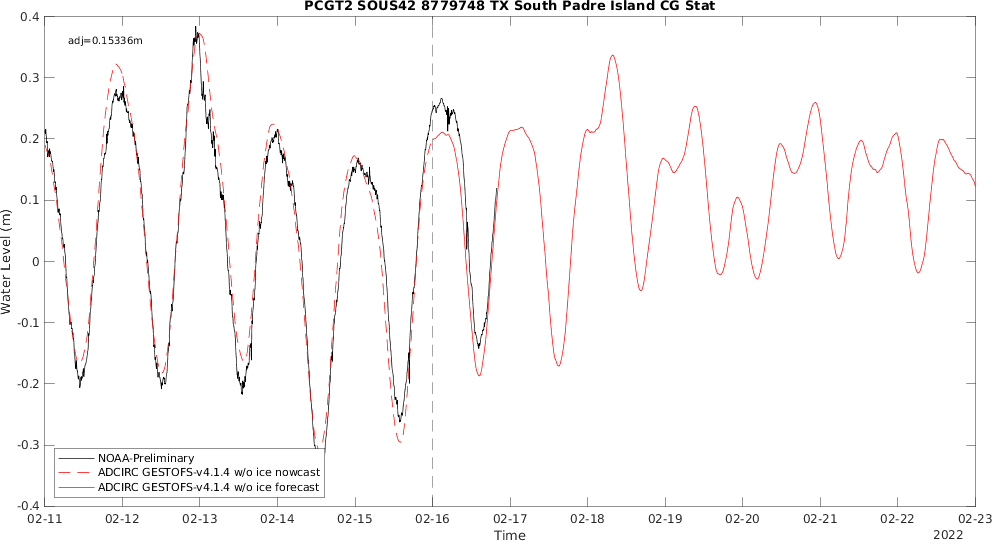 PCGT2 SOUS42 8779748 TX South Padre Island CG Stat
adj=0.15336m
0.4
0.3
0.2
0.1
0
-0.1
-0.2
-0.3
-0.4
Water Level (m)
NOAA-Preliminary
ADCIRC GESTOFS-v4.1.4 w/o ice nowcast
ADCIRC GESTOFS-v4.1.4 w/o ice forecast
02-11 02-12 02-13 02-14 02-15 02-16 02-17 02-18 02-19 02-20 02-21 02-22 02-23
Time
2022